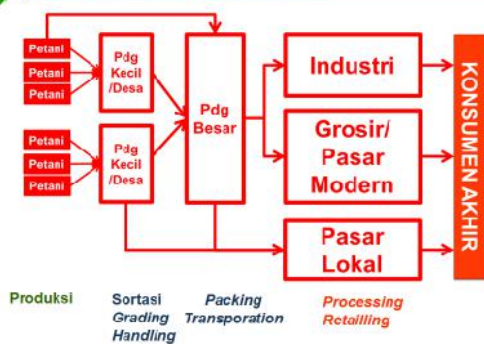 Petani
Petani
Petani
Petani
Petani
Petani
Pdg
Kecil
/Desa
Pdg
Kecil
/Desa
Pdg
Besar
Industri
Grosir/
Pasar
Modern
Pasar
Lokal
KONSUMEN AKHIR
Produksi
Sortasi
Grading
Handling
Packing
Transporation
Processing
Retailling